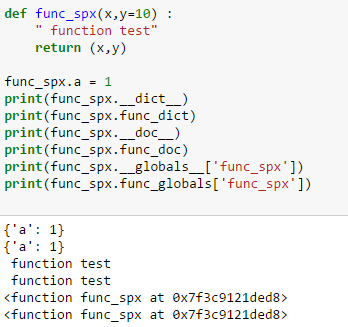 def func_spx(x,y=10) :
    " function test"
    return (x,y)
func_spx.a = 1
print(func_spx.__dict__)
print(func_spx.func_dict)
print(func_spx.__doc__)
print(func_spx.func_doc)
print(func_spx.__globals__['func_spx'])
print(func_spx.func_globals['func_spx'])
{'a': 1}
{'a': 1}
 function test
 function test
<function func_spx at 0x7f3c9121ded8>
<function func_spx at 0x7f3c9121ded8>